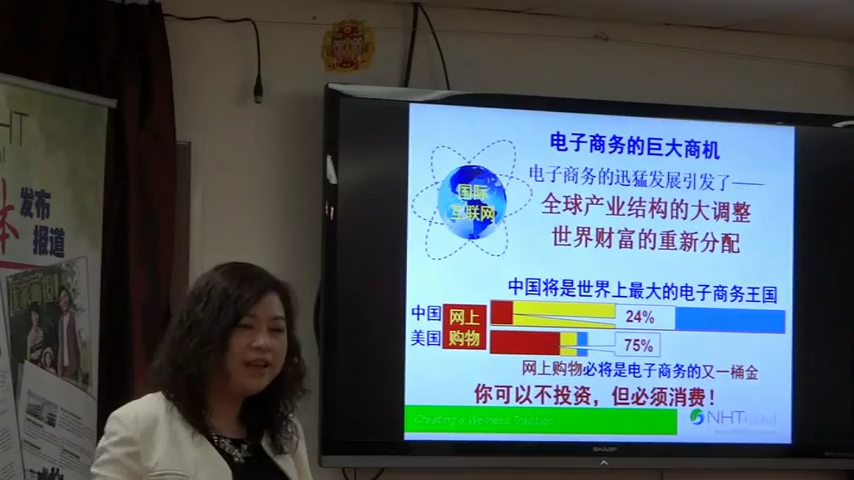 电子商务的巨大商机
电子商务的迅猛发展引发了——
国际
互联网
全球产业结构的大调整
世界财富的重新分配
中国将是世界上最大的电子商务王国
中国
美国
网上
购物
24%
75%
网上购物必将是电子商务的又一桶金
你可以不投资，但必须消费！
Creating a Wellness Tradition
NHT
SHARP
HT
发布
报道